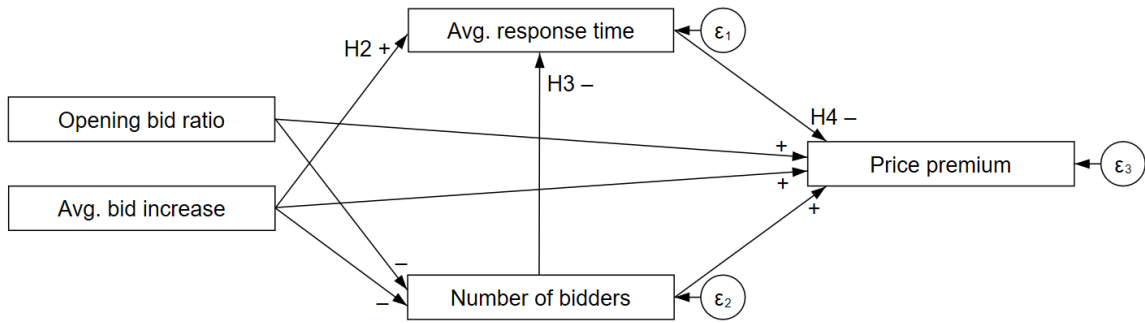 Avg. response time
ε1
H2 +
H3 –
Opening bid ratio
H4 –
+
Price premium
ε3
+
Avg. bid increase
+
–
–
Number of bidders
ε2